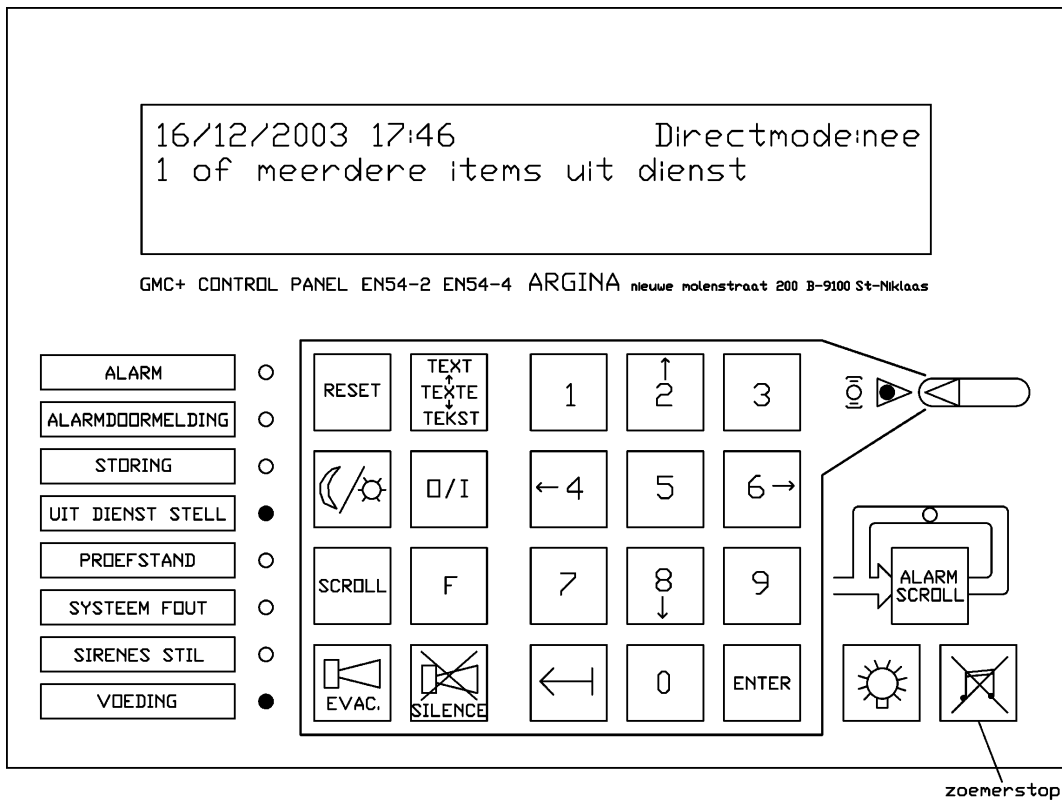 16/12/2003 17:46 Directmode:nee
1 of meerdere items uit dienst
GMC+ CONTROL PANEL EN54-2 EN54-4 ARGINA nieuwe molenstraat 200 B-9100 St-Niklaas
ALARM
ALARMDOORMELDING
STORING
UIT DIENST STELL
PROEFSTAND
SYSTEEM FOUT
SIRENES STIL
VOEDING
RESET
TEXT
TEXTE
TEKST
1
2
3
O/I
4
5
6
SCROLL
F
7
8
9
EVAC.
SILENCE
0
ENTER
ALARM
SCROLL
zoemerstop